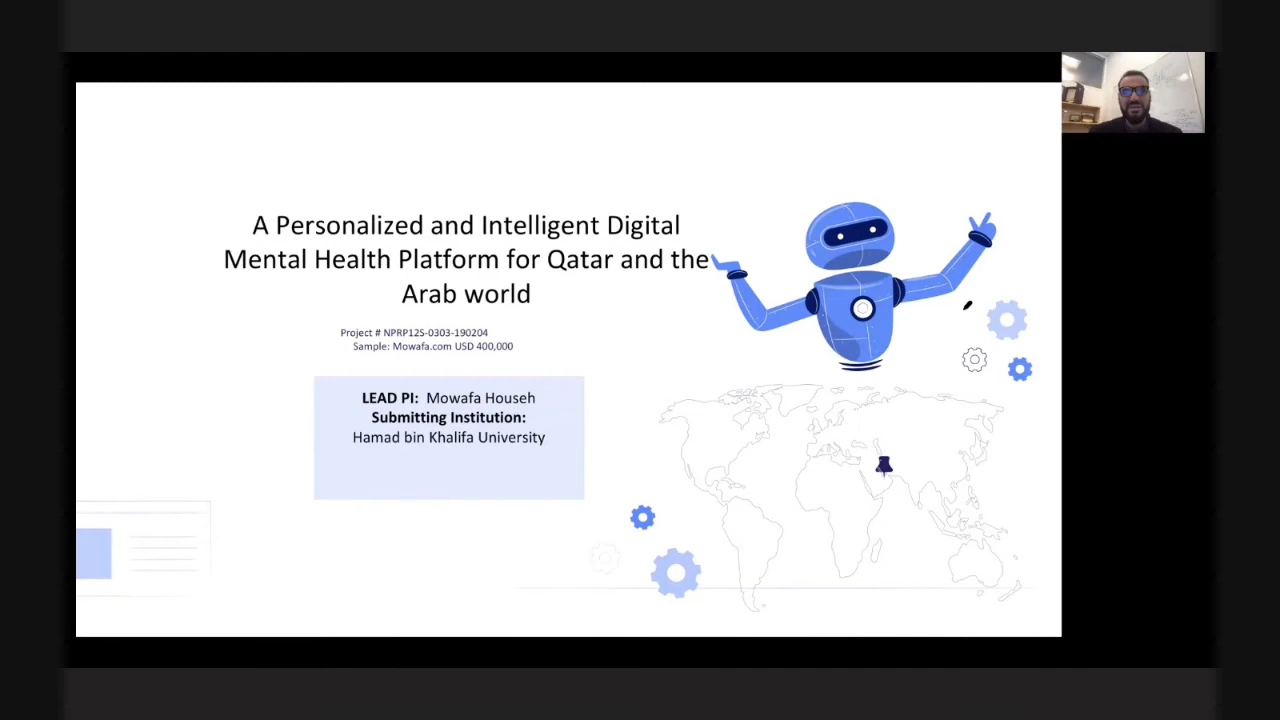 A Personalized and Intelligent Digital
Mental Health Platform for Qatar and the
Arab world
Project # NPRP12S-0303-190204
Sample: Mowafa.com USD 400,000
LEAD PI: Mowafa Househ
Submitting Institution:
Hamad bin Khalifa University